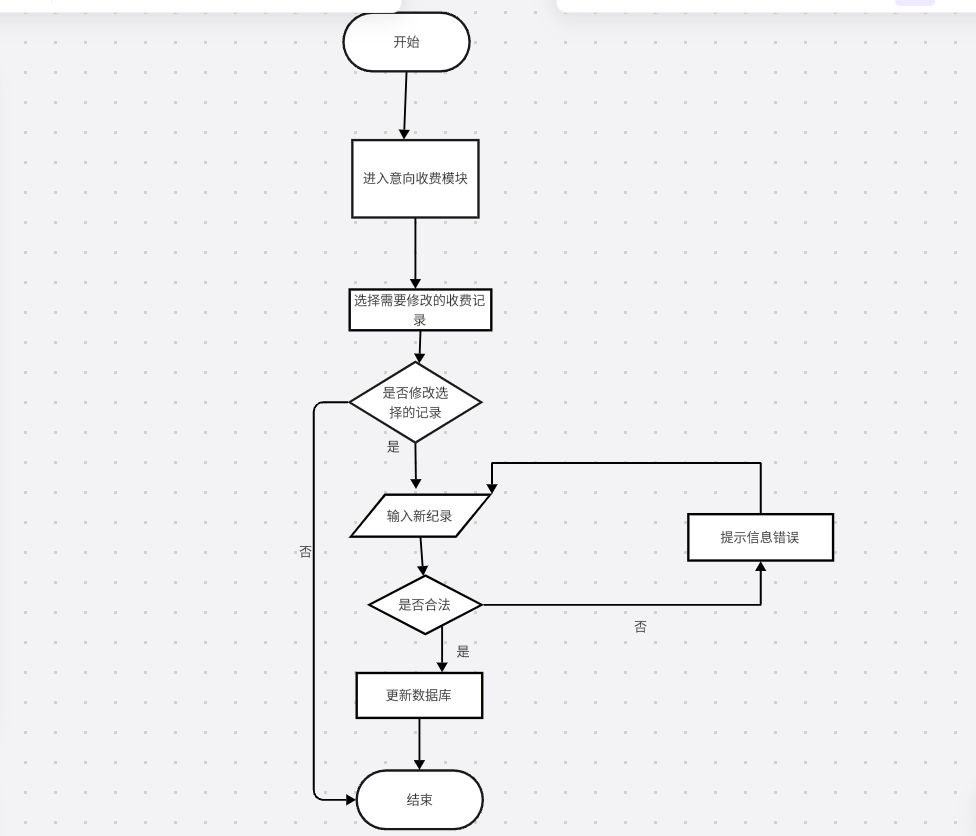 开始
进入意向收费模块
选择需要修改的收费记
录
是否修改选
择的记录
是
输入新纪录
提示信息错误
否
是否合法
否
是
更新数据库
结束